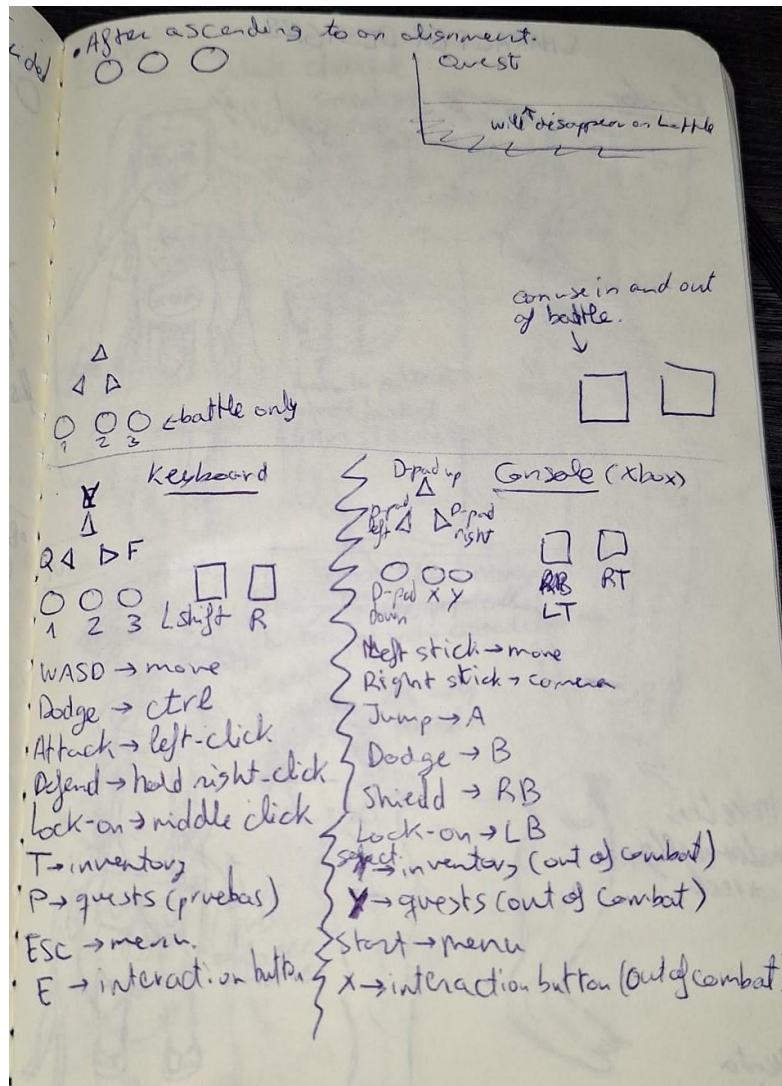 . After ascending to an alignment.
Quest
will disappear on battle
can use in and out
of battle.
1 2 3 battle only
Keyboard
Q F
1 2 3 Lshift R
WASD → move
. Dodge → ctrl
. Attack → left-click
. Defend → hold right-click
. Lock-on → middle click
T → inventory
. P → quests (pruebas)
. ESC → menu.
. E → interaction button
Console (Xbox)
D-pad up
D-pad left
D-pad right
D-pad down X Y
RB RT
LT
Left stick → move
Right stick → camera
Jump → A
Dodge → B
Shield → RB
Lock-on → LB
select → inventory (out of combat)
Y → quests (out of combat)
Start → menu
X → interaction button (out of combat